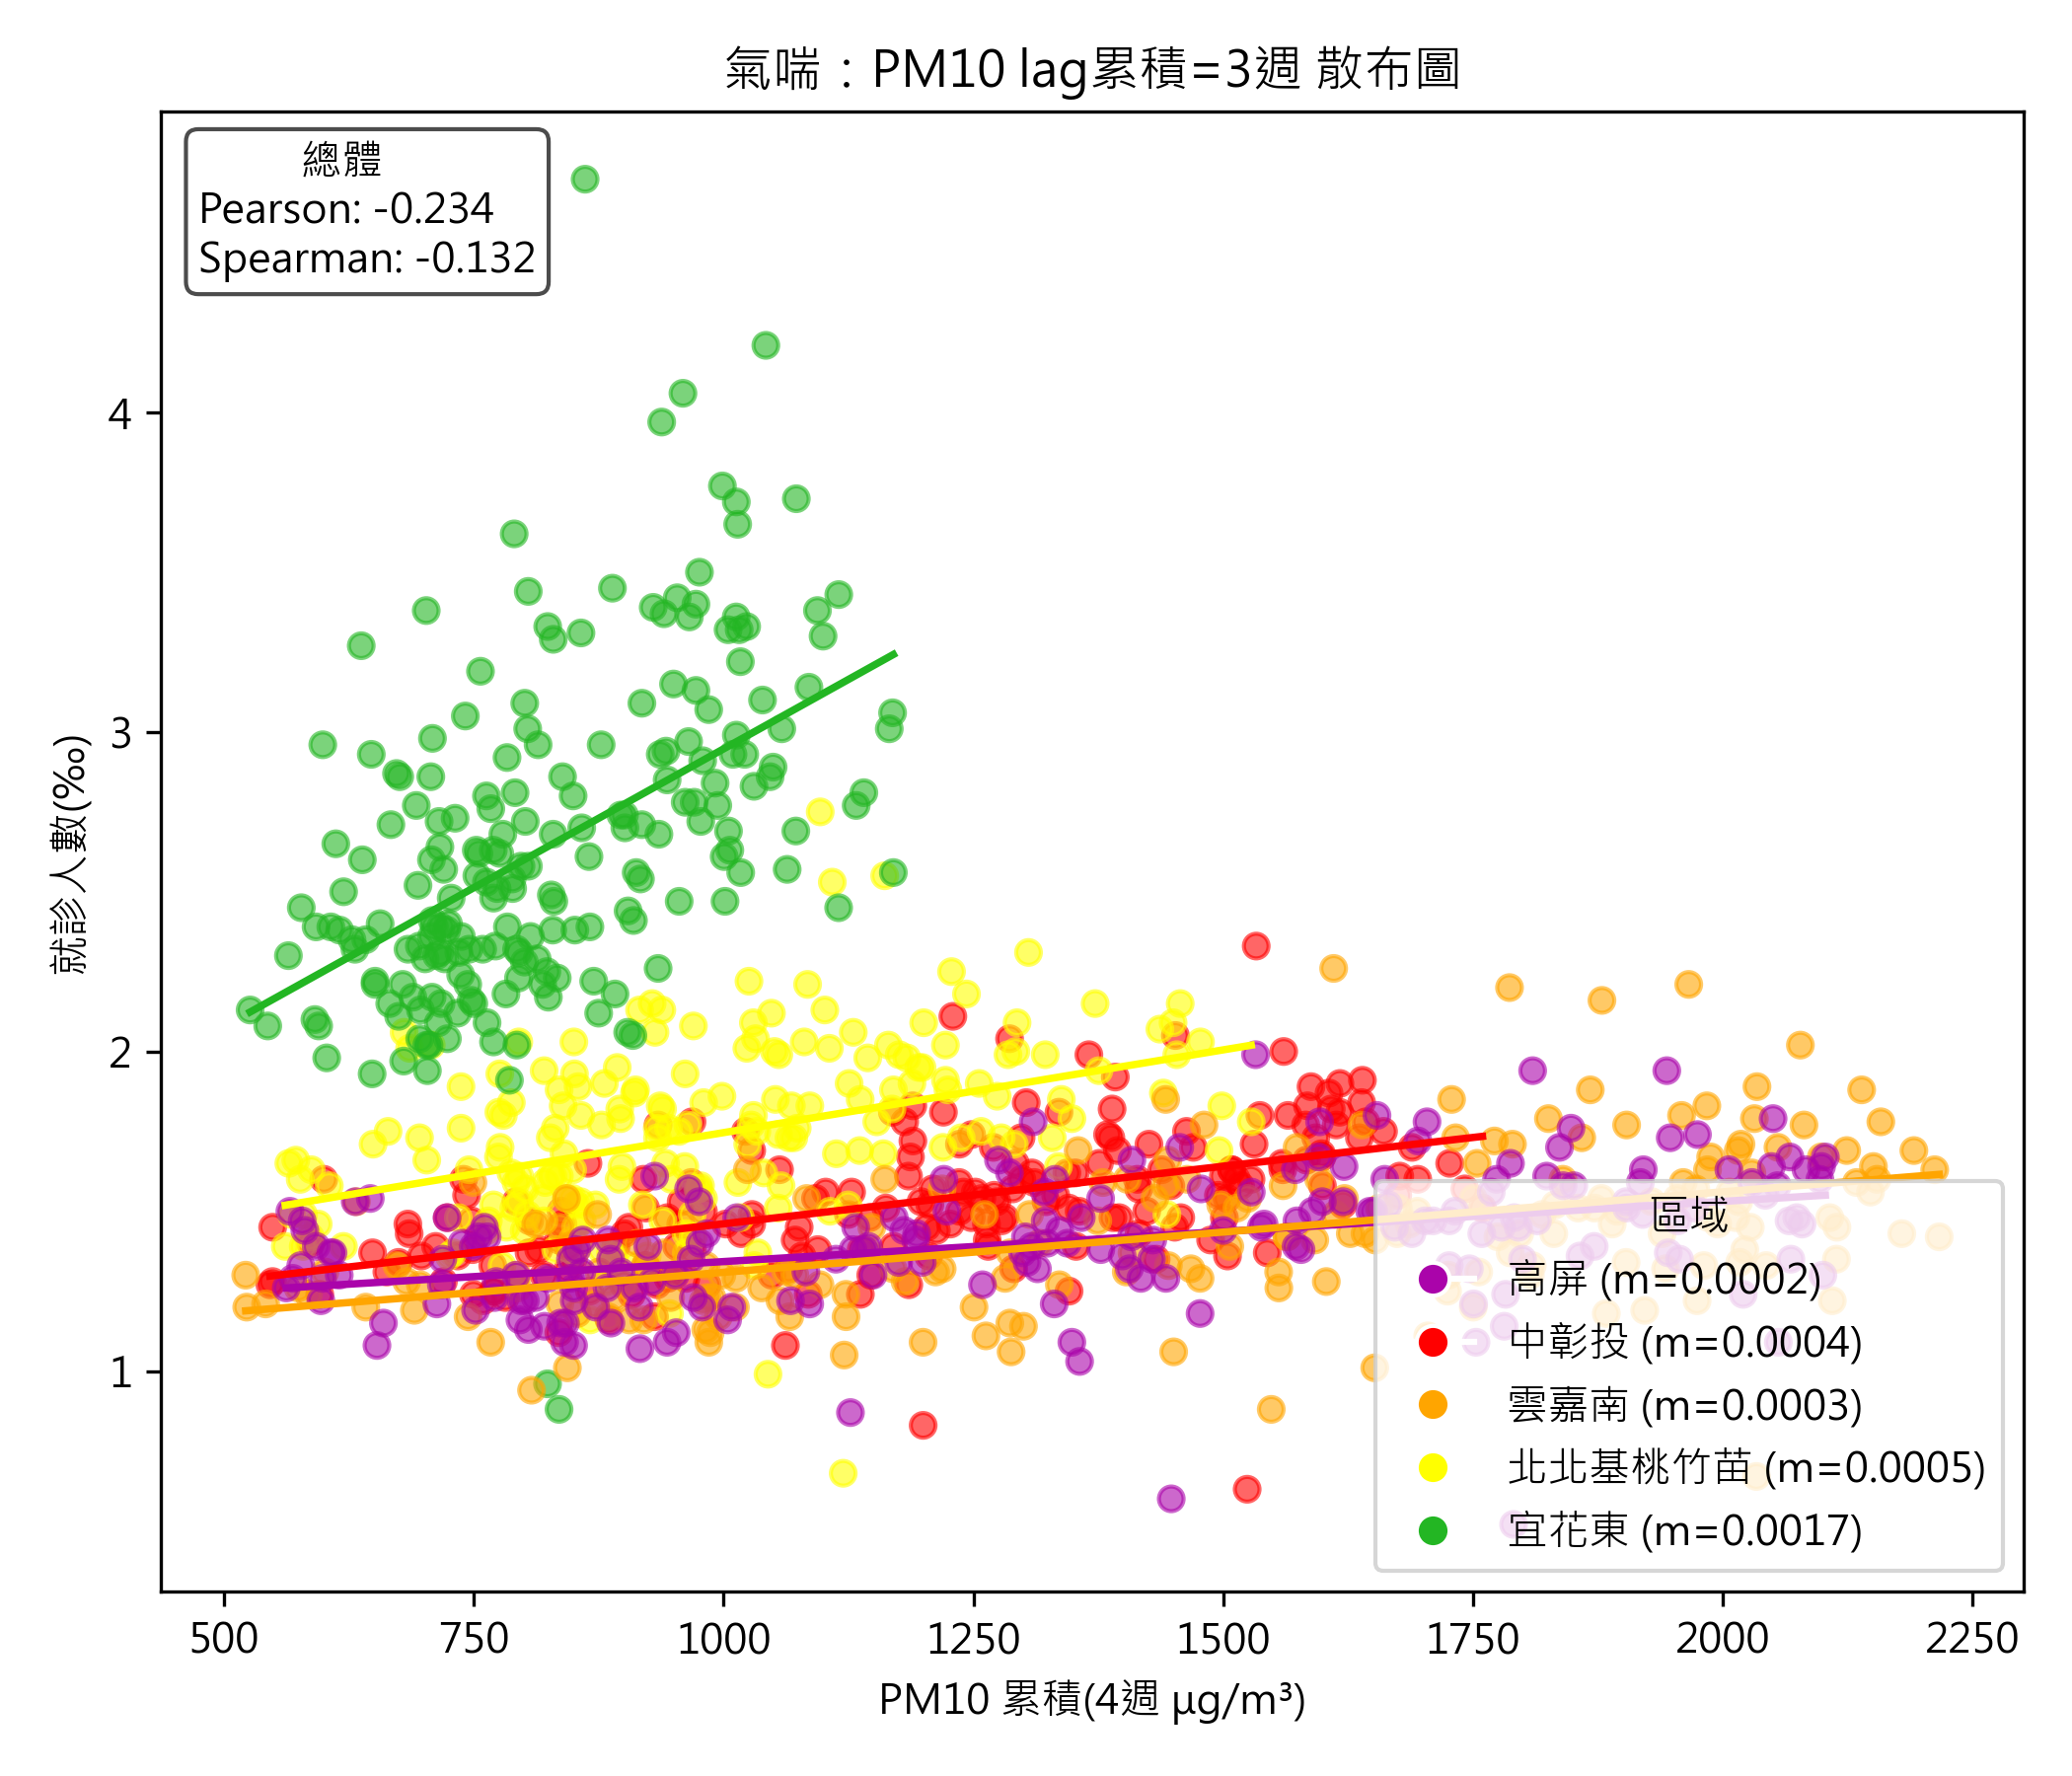 氣喘：PM10 lag累積=3週 散布圖
總體
Pearson: -0.234
Spearman: -0.132
4
3
2
1
就診人數(‰)
區域
高屏 (m=0.0002)
中彰投 (m=0.0004)
雲嘉南 (m=0.0003)
北北基桃竹苗 (m=0.0005)
宜花東 (m=0.0017)
500 750 1000 1250 1500 1750 2000 2250
PM10 累積(4週 μg/m³)